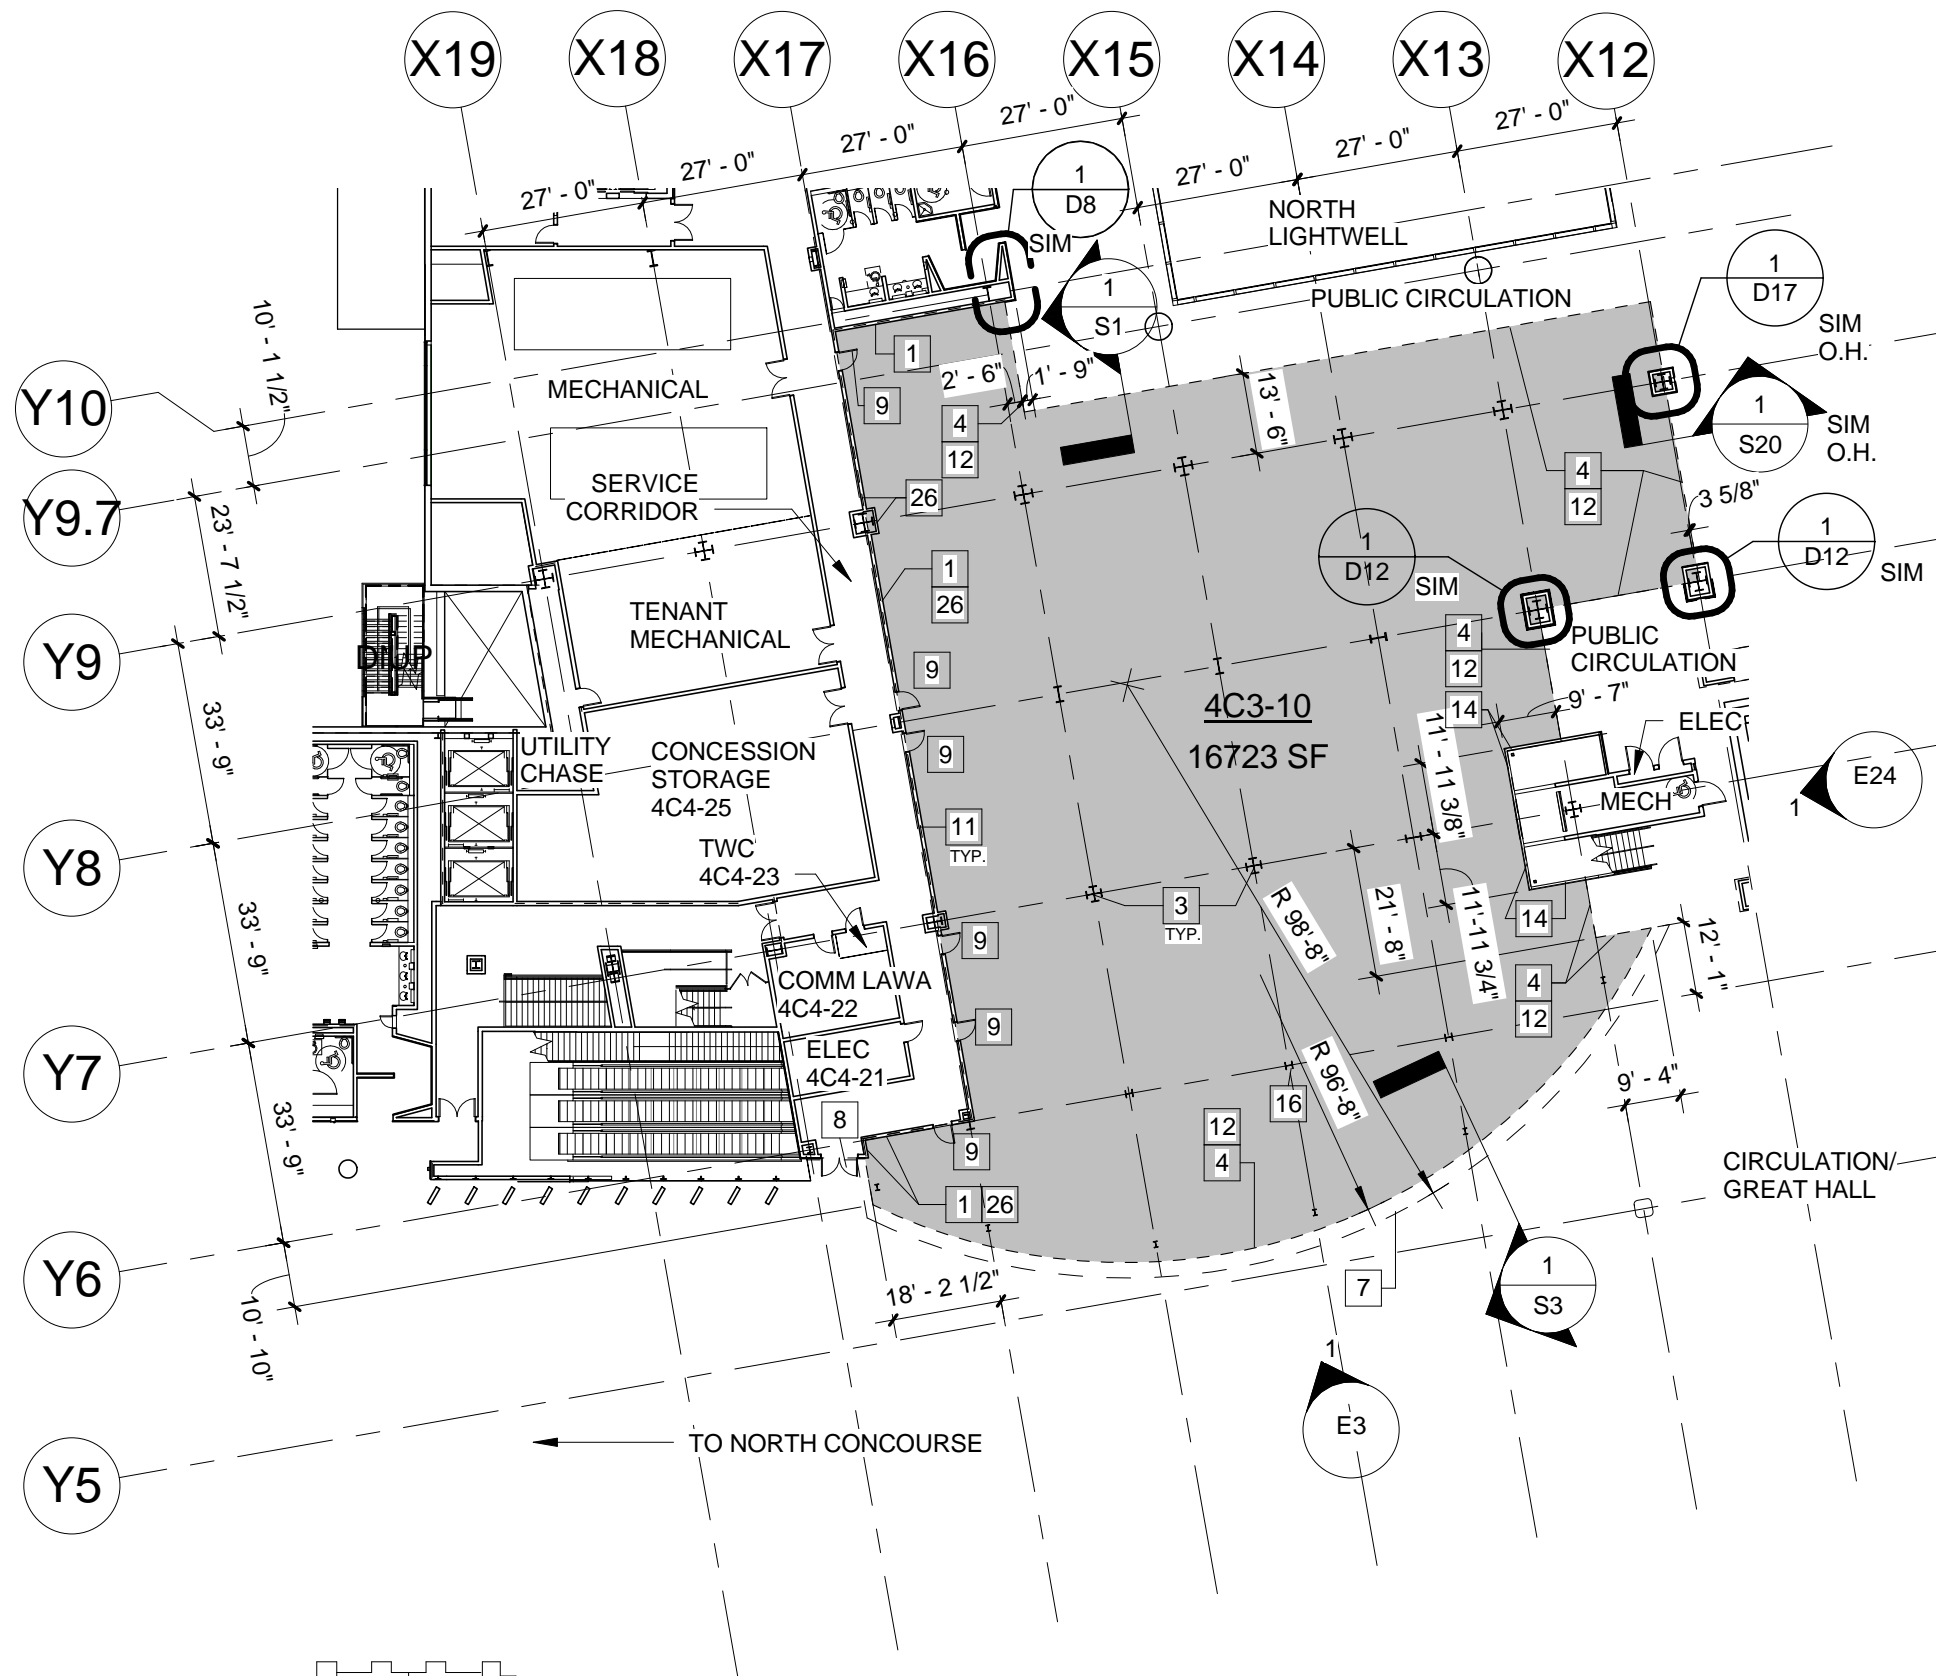 X19
X18
X17
X16
X15
X14
X13
X12
27' - 0"
27' - 0"
27' - 0"
27' - 0"
27' - 0"
27' - 0"
27' - 0"
1
D8
SIM
NORTH
LIGHTWELL
PUBLIC CIRCULATION
1
S1
1
D17
SIM
O.H.
1
S20
SIM
O.H.
Y10
10' - 1 1/2"
MECHANICAL
1
9
2' - 6"
1' - 9"
13' - 6"
4
12
4
12
3 5/8"
Y9.7
23' - 7 1/2"
SERVICE
CORRIDOR
26
1
D12
SIM
1
D12
SIM
1
26
Y9
DN
UP
TENANT
MECHANICAL
9
4
12
14
PUBLIC
CIRCULATION
9' - 7"
ELEC
4C3-10
16723 SF
33' - 9"
UTILITY
CHASE
CONCESSION
STORAGE
4C4-25
9
11' - 11 3/8"
MECH
1
E24
11
TYP.
Y8
TWC
4C4-23
3
TYP.
R 98'-8"
21' - 8"
11'-11 3/4"
14
33' - 9"
9
12' - 1"
COMM LAWA
4C4-22
4
12
9
Y7
ELEC
4C4-21
R 96'-8"
9' - 4"
16
33' - 9"
8
12
4
9
1
26
CIRCULATION/
GREAT HALL
Y6
10' - 10"
18' - 2 1/2"
7
1
S3
1
E3
TO NORTH CONCOURSE
Y5